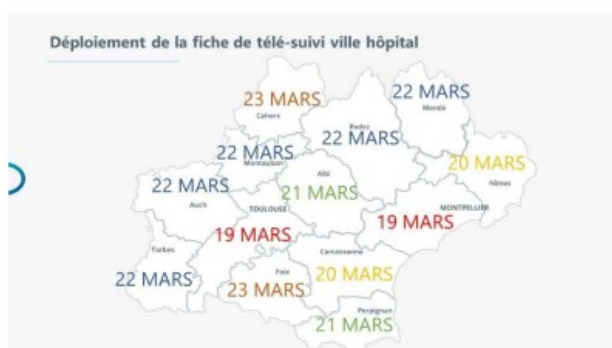 Déploiement de la fiche de télé-suivi ville hôpital
23 MARS
Cahors
22 MARS
Mende
Rodez
22 MARS
22 MARS
Montauban
20 MARS
Nîmes
Albi
21 MARS
22 MARS
Auch
TOULOUSE
MONTPELLIER
19 MARS
19 MARS
Tarbes
22 MARS
Carcassonne
20 MARS
Foix
23 MARS
Perpignan
21 MARS